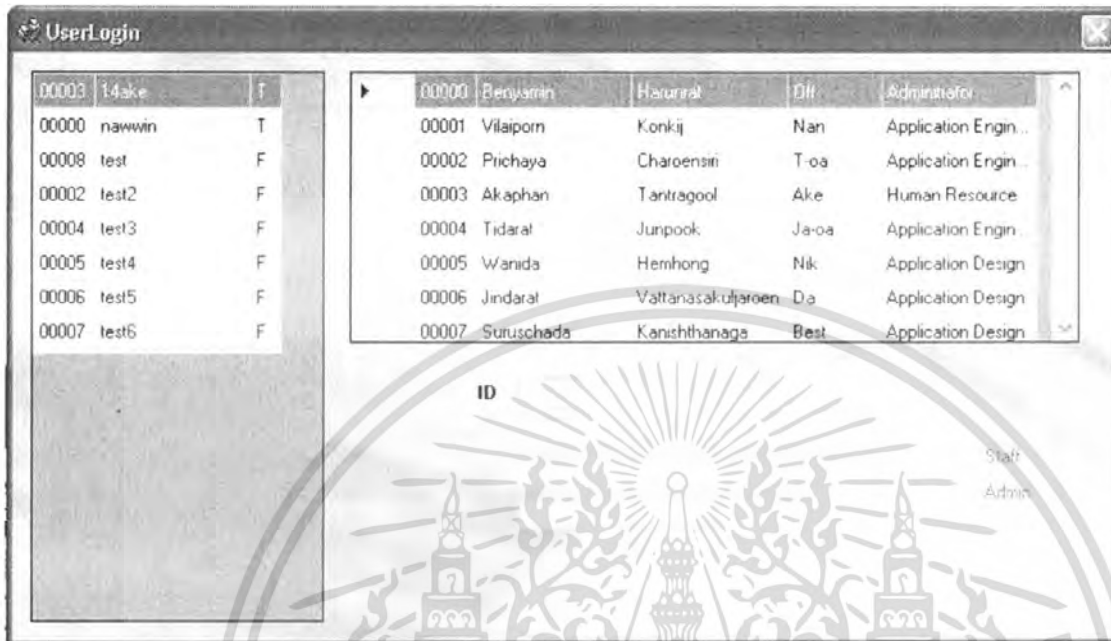 UserLogin
00003 14ake T
00000 nawwin T
00008 test F
00002 test2 F
00004 test3 F
00005 test4 F
00006 test5 F
00007 test6 F
00000 Benyamin Harunrat Off
00001 Vilaiporn Konkij Nan Application Engin...
00002 Prichaya Charoensiri T-oa Application Engin...
00003 Akaphan Tantragool Ake Human Resource
00004 Tidarat Junpook Ja-oa Application Engin...
00005 Wanida Hemhong Nik Application Design
00006 Jindarat Vattanasakuljaroen Da Application Design
00007 Suruschada Kanishthanaga Best Application Design
ID
Staff
Admin